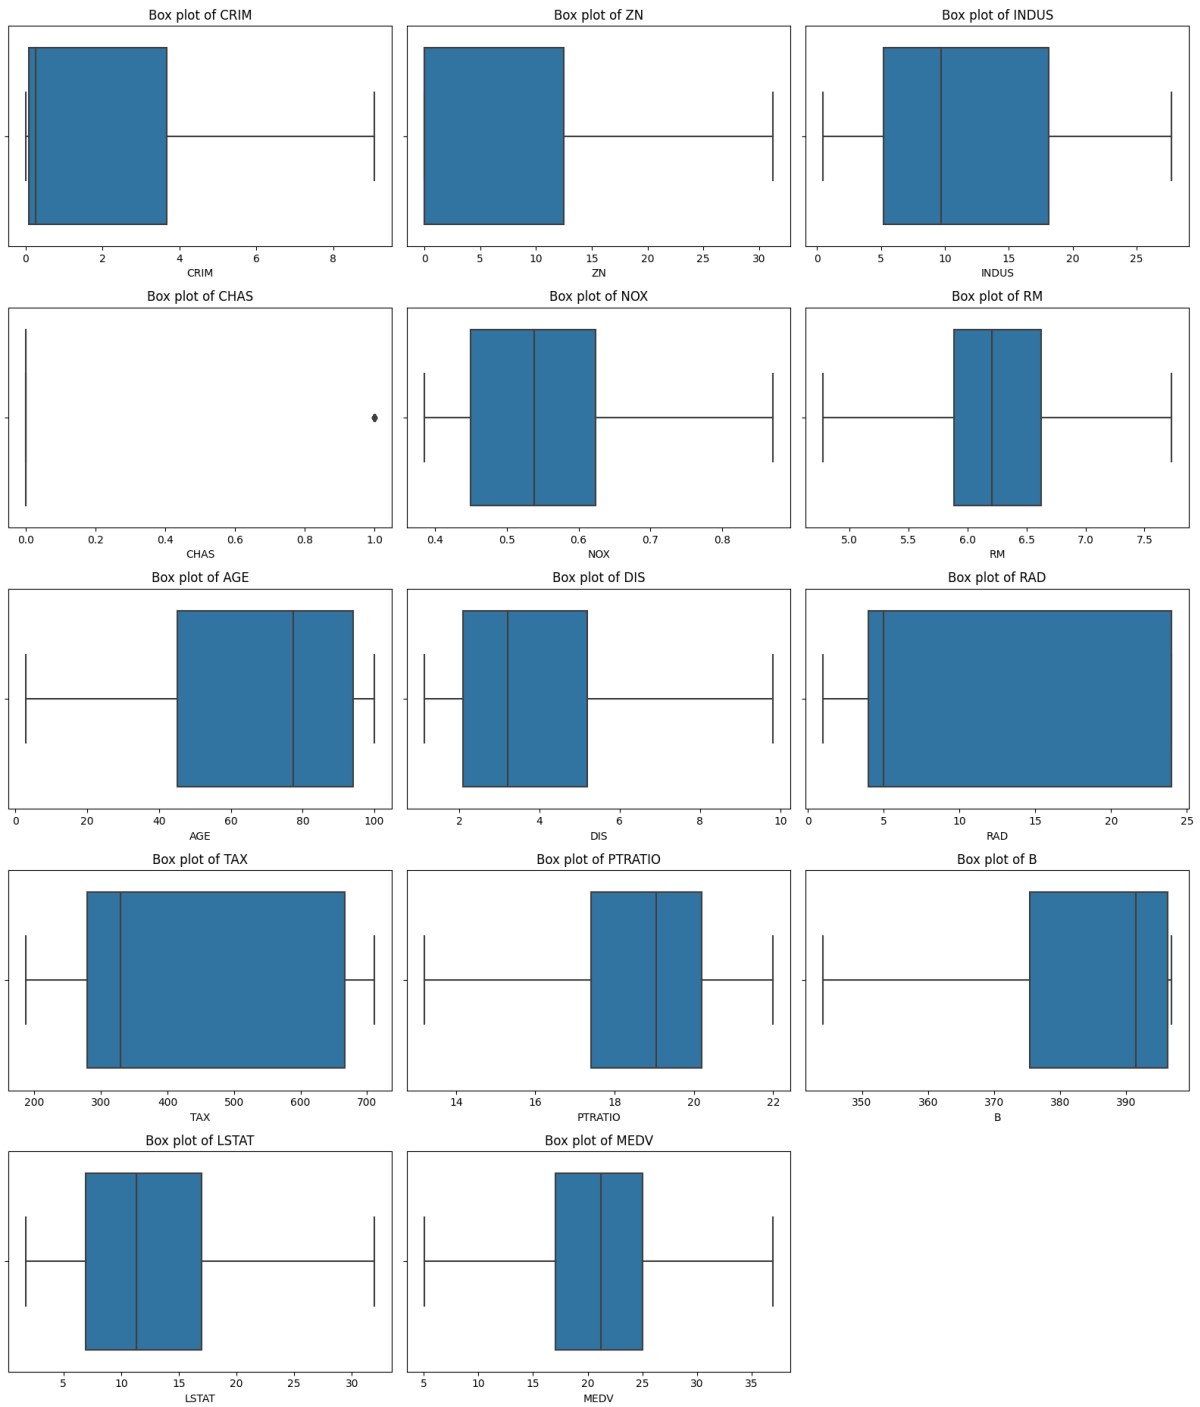 Box plot of CRIM
Box plot of ZN
Box plot of INDUS
0 2 4 6 8
0 5 10 15 20 25 30
0 5 10 15 20 25
CRIM
ZN
INDUS
Box plot of CHAS
Box plot of NOX
Box plot of RM
0.0 0.2 0.4 0.6 0.8 1.0
0.4 0.5 0.6 0.7 0.8
5.0 5.5 6.0 6.5 7.0 7.5
CHAS
NOX
RM
Box plot of AGE
Box plot of DIS
Box plot of RAD
0 20 40 60 80 100
2 4 6 8 10
0 5 10 15 20 25
AGE
DIS
RAD
Box plot of TAX
Box plot of PTRATIO
Box plot of B
200 300 400 500 600 700
14 16 18 20 22
350 360 370 380 390
TAX
PTRATIO
B
Box plot of LSTAT
Box plot of MEDV
5 10 15 20 25 30
5 10 15 20 25 30 35
LSTAT
MEDV